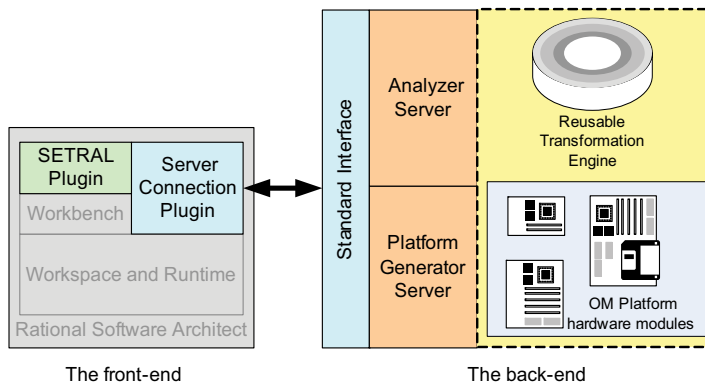 SETRAL
Plugin
Server
Connection
Plugin
Workbench
Workspace and Runtime
Rational Software Architect
The front-end
Standard Interface
Analyzer
Server
Platform
Generator
Server
Reusable
Transformation
Engine
OM Platform
hardware modules
The back-end